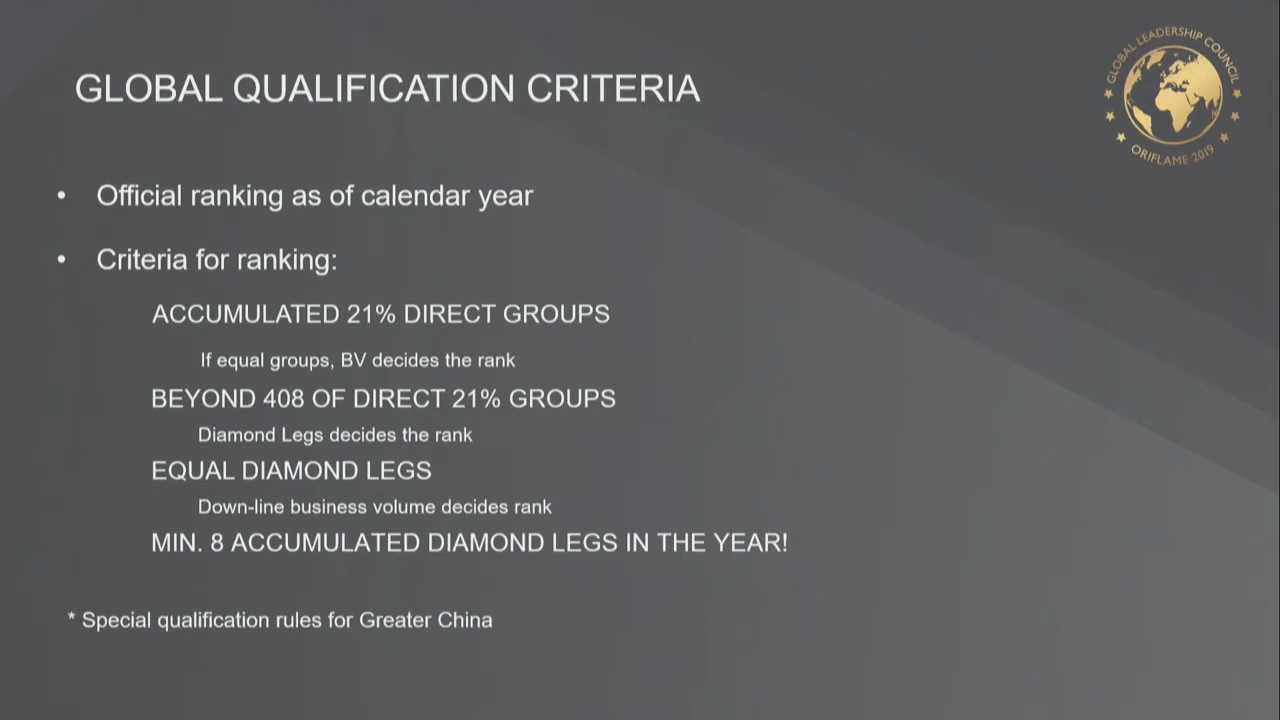 GLOBAL LEADERSHIP COUNCIL
ORIFLAME 2019
GLOBAL QUALIFICATION CRITERIA
• Official ranking as of calendar year
• Criteria for ranking:
ACCUMULATED 21% DIRECT GROUPS
If equal groups, BV decides the rank
BEYOND 408 OF DIRECT 21% GROUPS
Diamond Legs decides the rank
EQUAL DIAMOND LEGS
Down-line business volume decides rank
MIN. 8 ACCUMULATED DIAMOND LEGS IN THE YEAR!
* Special qualification rules for Greater China